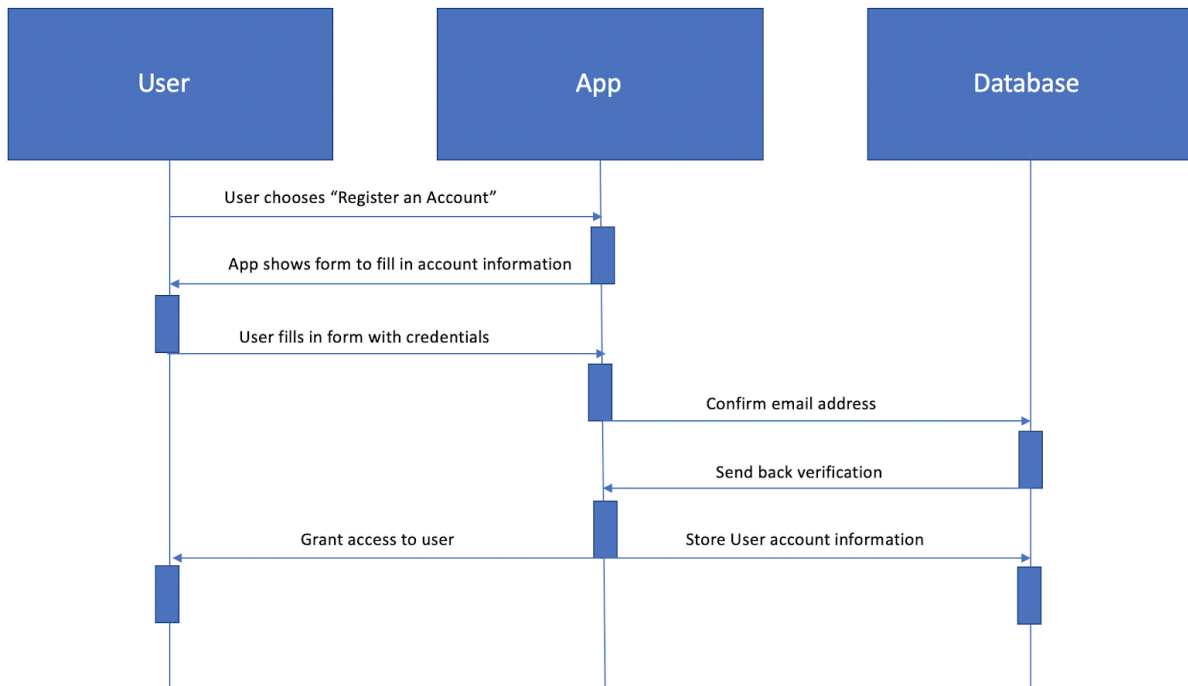 User
App
Database
User chooses “Register an Account”
App shows form to fill in account information
User fills in form with credentials
Confirm email address
Send back verification
Grant access to user
Store User account information